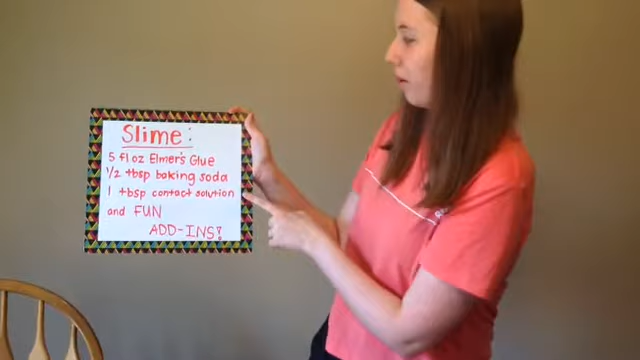 Slime:
5 fl oz Elmer's Glue
1/2 tbsp baking soda
1 tbsp contact solution
and FUN
ADD-INS!